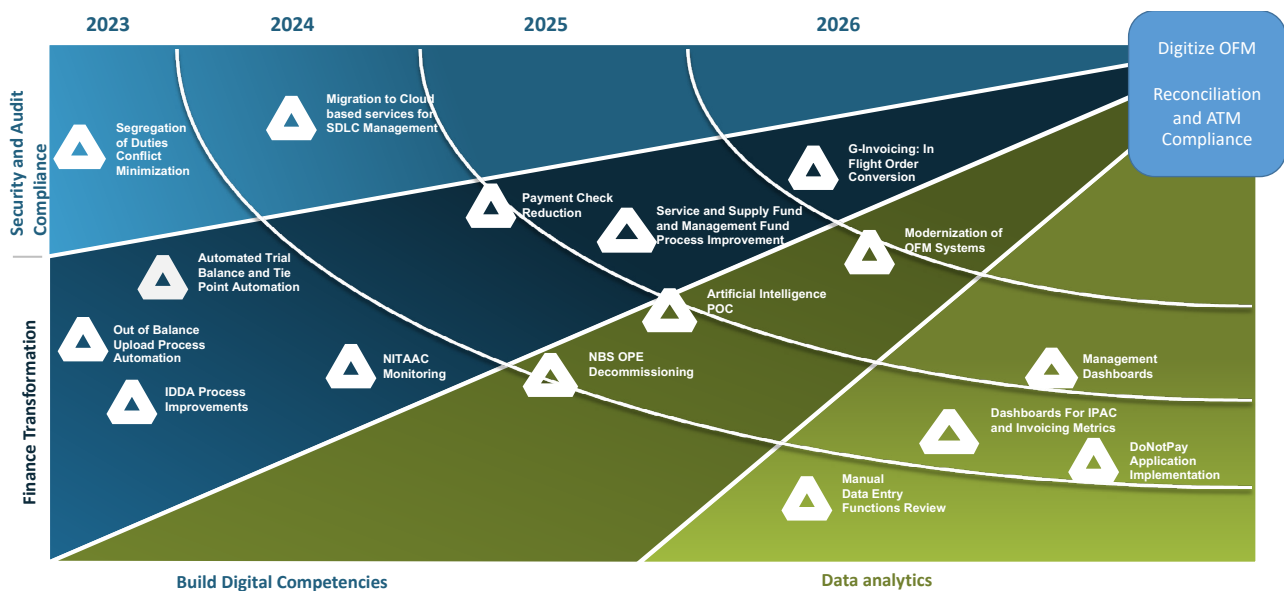 2023
2024
2025
2026
Digitize OFM
Reconciliation
and ATM
Compliance
Security and Audit
Compliance
Finance Transformation
Segregation
of Duties
Conflict
Minimization
Migration to Cloud
based services for
SDLC Management
G-Invoicing: In
Flight Order
Conversion
Payment Check
Reduction
Service and Supply Fund
and Management Fund
Process Improvement
Modernization of
OFM Systems
Automated Trial
Balance and Tie
Point Automation
Artificial Intelligence
POC
Out of Balance
Upload Process
Automation
NITAAC
Monitoring
NBS OPE
Decommissioning
Management
Dashboards
IDDA Process
Improvements
Dashboards For IPAC
and Invoicing Metrics
DoNotPay
Application
Implementation
Manual
Data Entry
Functions Review
Build Digital Competencies
Data analytics